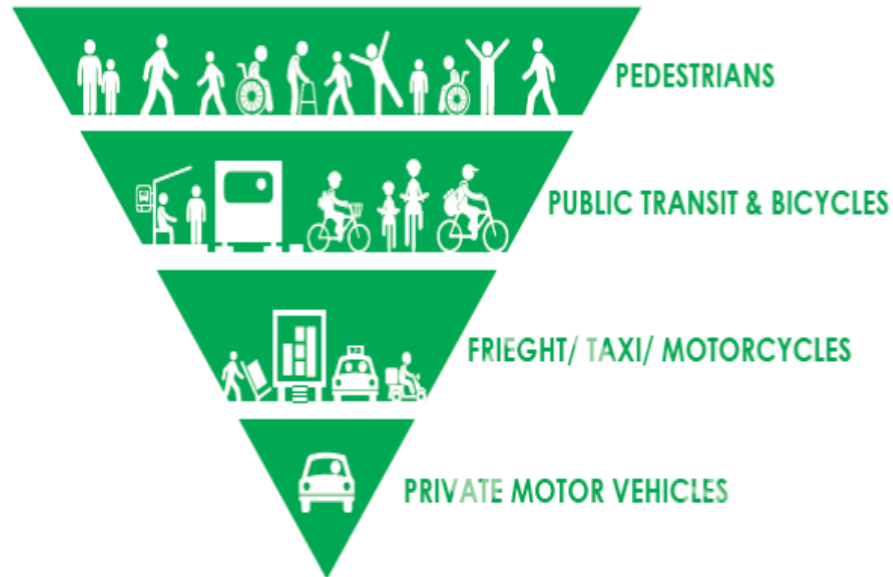 PEDESTRIANS
PUBLIC TRANSIT & BICYCLES
FRIEGHT/ TAXI/ MOTORCYCLES
PRIVATE MOTOR VEHICLES